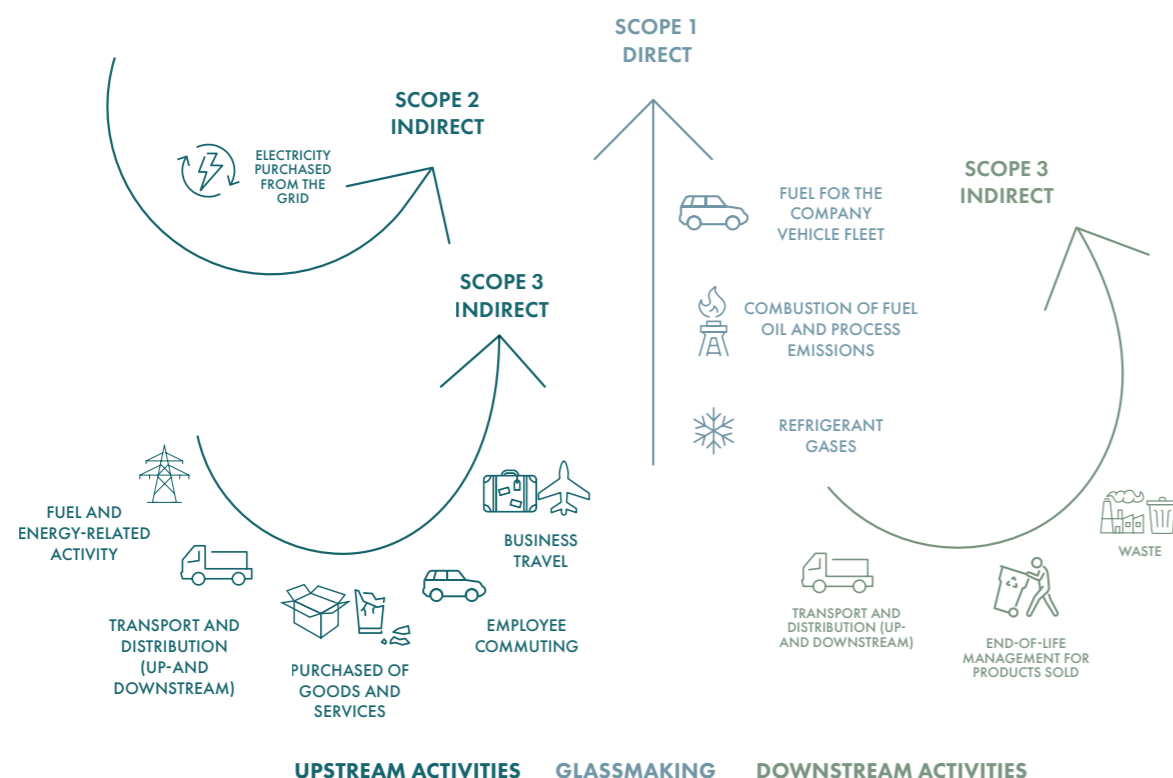 SCOPE 1
DIRECT
SCOPE 2
INDIRECT
ELECTRICITY
PURCHASED
FROM THE
GRID
SCOPE 3
INDIRECT
FUEL FOR THE
COMPANY
VEHICLE FLEET
SCOPE 3
INDIRECT
COMBUSTION OF FUEL
OIL AND PROCESS
EMISSIONS
REFRIGERANT
GASES
FUEL AND
ENERGY-RELATED
ACTIVITY
BUSINESS
TRAVEL
WASTE
TRANSPORT AND
DISTRIBUTION
(UP-AND
DOWNSTREAM)
PURCHASED OF
GOODS AND
SERVICES
EMPLOYEE
COMMUTING
TRANSPORT AND
DISTRIBUTION (UP-
AND DOWNSTREAM)
END-OF-LIFE
MANAGEMENT FOR
PRODUCTS SOLD
UPSTREAM ACTIVITIES GLASSMAKING DOWNSTREAM ACTIVITIES